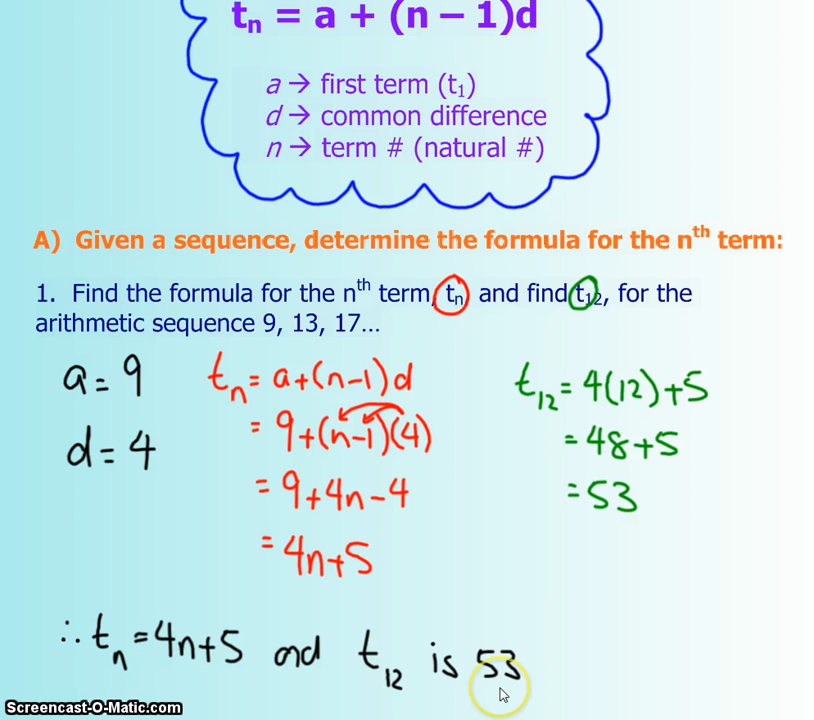 tn = a + (n – 1)d
a → first term (t1)
d → common difference
n → term # (natural #)
A) Given a sequence, determine the formula for the nth term:
1. Find the formula for the nth term, tn, and find t12, for the
arithmetic sequence 9, 13, 17...
a = 9
d = 4
tn = a+(n-1)d
= 9+(n-1)(4)
= 9+4n-4
= 4n+5
t12 = 4(12)+5
= 48+5
= 53
∴ tn = 4n+5 and t12 is 53
Screencast-O-Matic.com